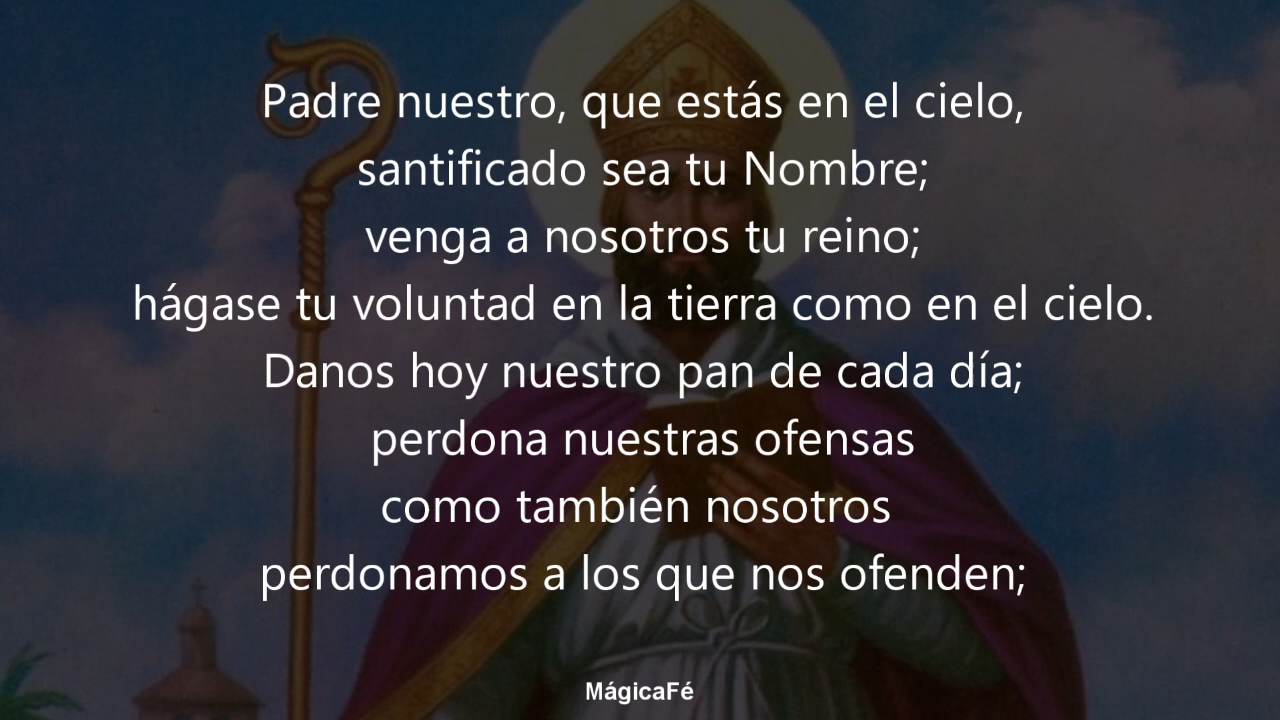 Padre nuestro, que estás en el cielo,
santificado sea tu Nombre;
venga a nosotros tu reino;
hágase tu voluntad en la tierra como en el cielo.
Danos hoy nuestro pan de cada día;
perdona nuestras ofensas
como también nosotros
perdonamos a los que nos ofenden;
MágicaFé